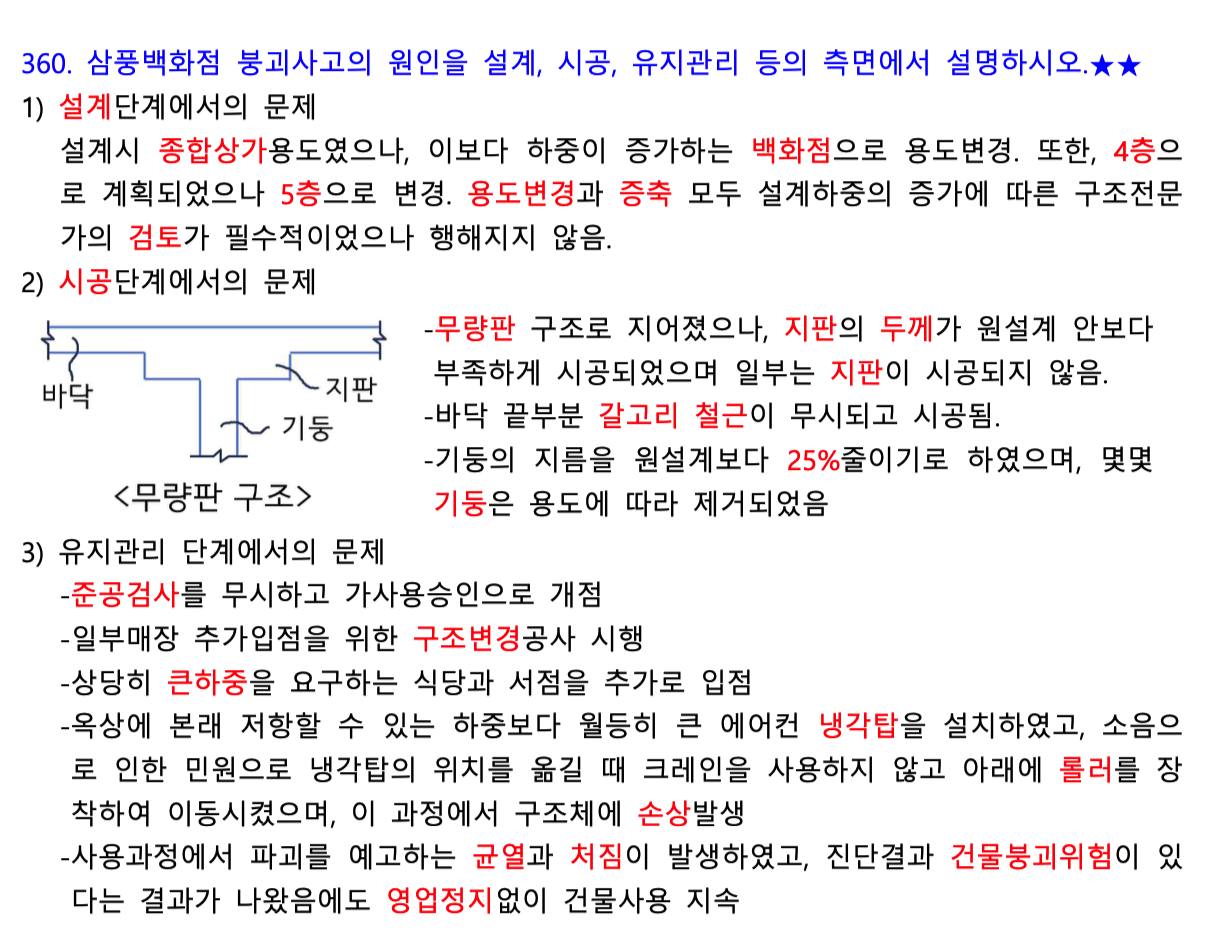 360. 삼풍백화점 붕괴사고의 원인을 설계, 시공, 유지관리 등의 측면에서 설명하시오.★★
1) 설계단계에서의 문제
설계시 종합상가용도였으나, 이보다 하중이 증가하는 백화점으로 용도변경. 또한, 4층으
로 계획되었으나 5층으로 변경. 용도변경과 증축 모두 설계하중의 증가에 따른 구조전문
가의 검토가 필수적이었으나 행해지지 않음.
2) 시공단계에서의 문제
바닥
지판
기둥
<무량판 구조>
-무량판 구조로 지어졌으나, 지판의 두께가 원설계 안보다
부족하게 시공되었으며 일부는 지판이 시공되지 않음.
-바닥 끝부분 갈고리 철근이 무시되고 시공됨.
-기둥의 지름을 원설계보다 25%줄이기로 하였으며, 몇몇
기둥은 용도에 따라 제거되었음
3) 유지관리 단계에서의 문제
-준공검사를 무시하고 가사용승인으로 개점
-일부매장 추가입점을 위한 구조변경공사 시행
-상당히 큰하중을 요구하는 식당과 서점을 추가로 입점
-옥상에 본래 저항할 수 있는 하중보다 월등히 큰 에어컨 냉각탑을 설치하였고, 소음으
로 인한 민원으로 냉각탑의 위치를 옮길 때 크레인을 사용하지 않고 아래에 롤러를 장
착하여 이동시켰으며, 이 과정에서 구조체에 손상발생
-사용과정에서 파괴를 예고하는 균열과 처짐이 발생하였고, 진단결과 건물붕괴위험이 있
다는 결과가 나왔음에도 영업정지없이 건물사용 지속